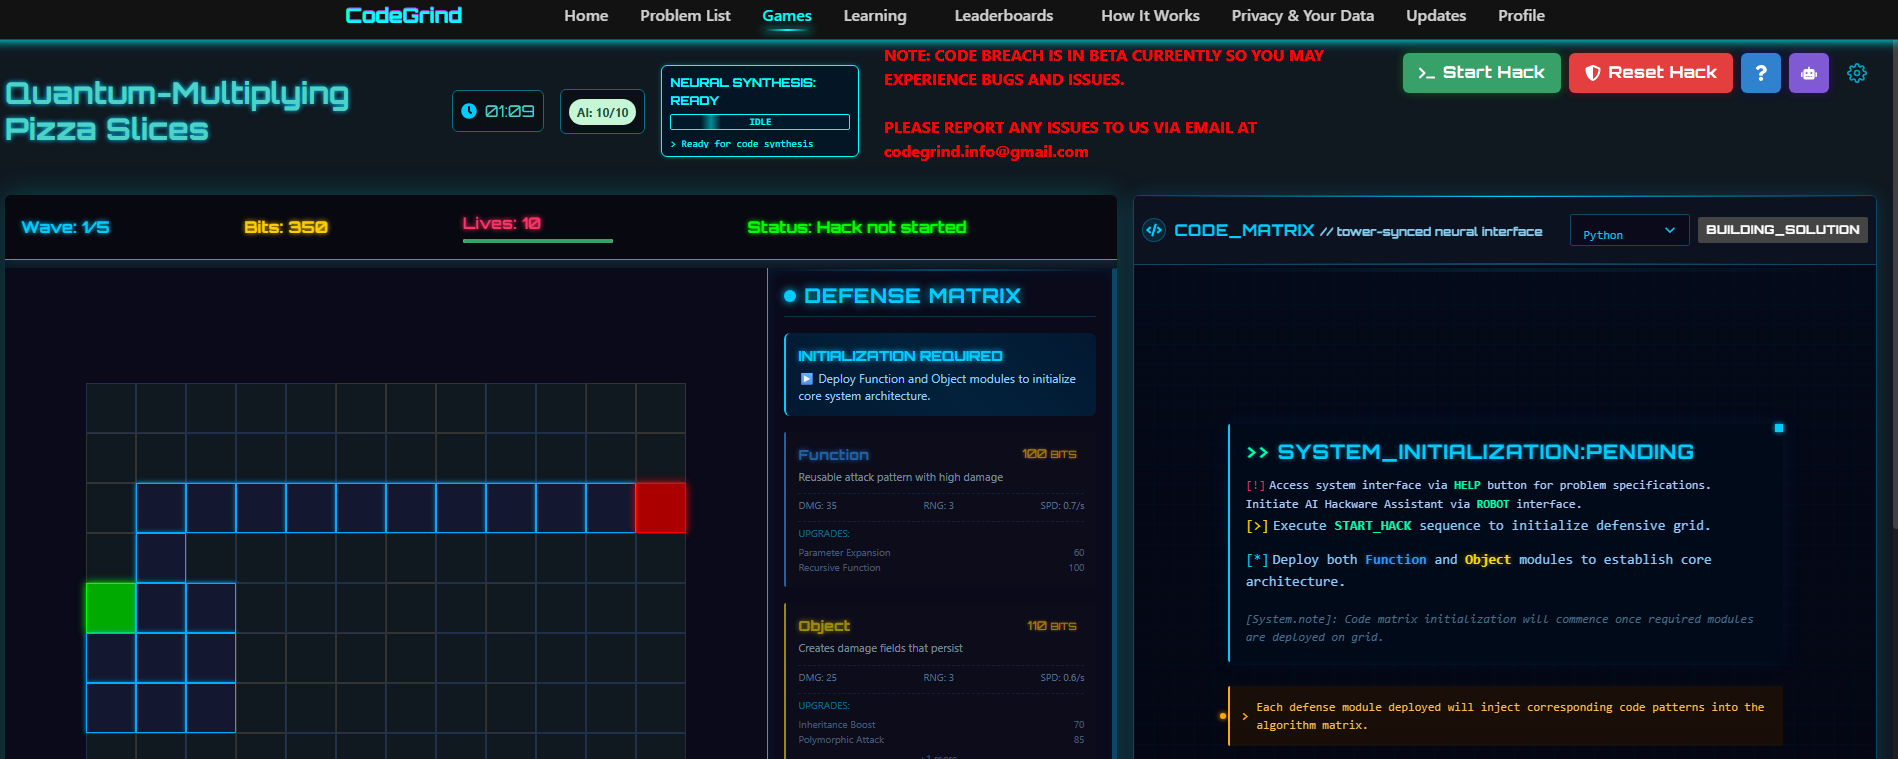 CodeGrind
Home
Problem List
Games
Learning
Leaderboards
How It Works
Privacy & Your Data
Updates
Profile
Quantum-Multiplying
Pizza Slices
01:09
AI: 10/10
NEURAL SYNTHESIS:
READY
IDLE
> Ready for code synthesis
NOTE: CODE BREACH IS IN BETA CURRENTLY SO YOU MAY
EXPERIENCE BUGS AND ISSUES.
PLEASE REPORT ANY ISSUES TO US VIA EMAIL AT
codegrind.info@gmail.com
>_ Start Hack
Reset Hack
?
Wave: 1/5
Bits: 350
Lives: 10
Status: Hack not started
DEFENSE MATRIX
INITIALIZATION REQUIRED
Deploy Function and Object modules to initialize
core system architecture.
Function
100 BITS
Reusable attack pattern with high damage
DMG: 35
RNG: 3
SPD: 0.7/s
UPGRADES:
Parameter Expansion
60
Recursive Function
100
Object
110 BITS
Creates damage fields that persist
DMG: 25
RNG: 3
SPD: 0.6/s
UPGRADES:
Inheritance Boost
70
Polymorphic Attack
85
</> CODE_MATRIX // tower-synced neural interface
Python
BUILDING_SOLUTION
>> SYSTEM_INITIALIZATION:PENDING
[!] Access system interface via HELP button for problem specifications.
Initiate AI Hackware Assistant via ROBOT interface.
[>] Execute START_HACK sequence to initialize defensive grid.
[*] Deploy both Function and Object modules to establish core
architecture.
[System.note]: Code matrix initialization will commence once required modules
are deployed on grid.
> Each defense module deployed will inject corresponding code patterns into the
algorithm matrix.